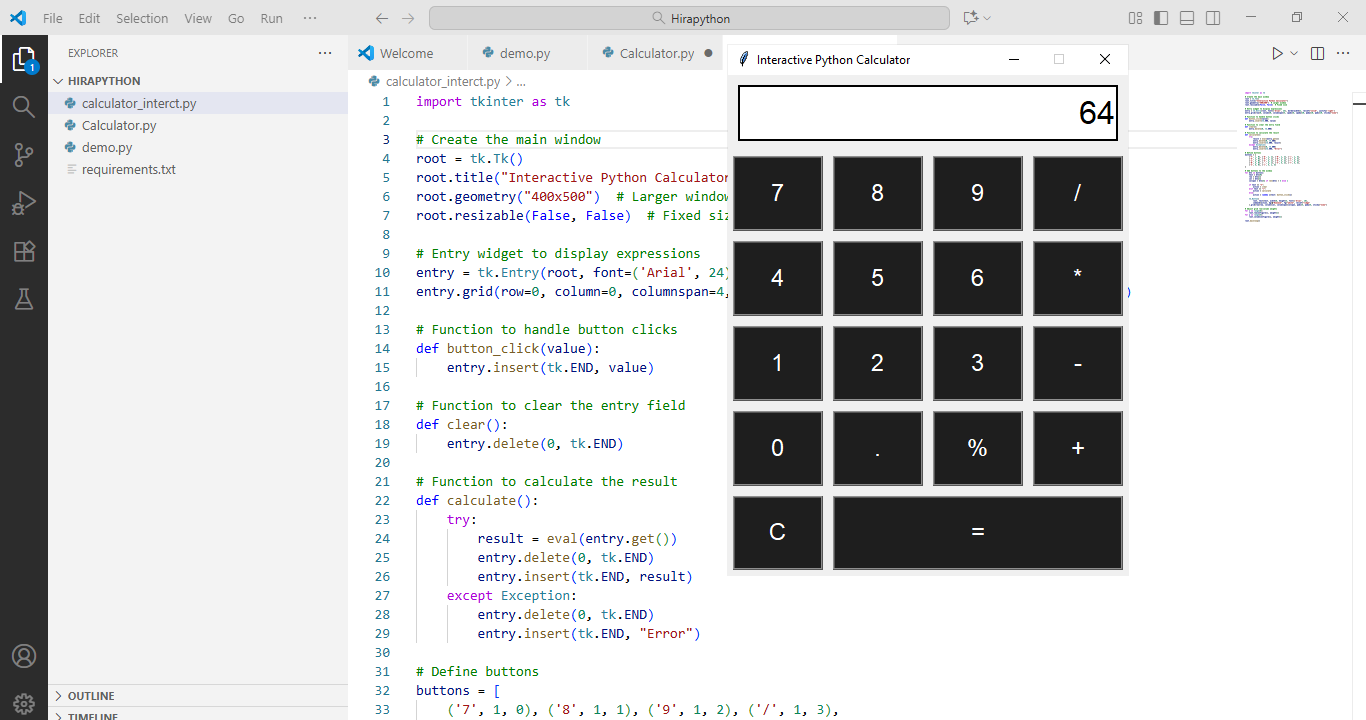 File Edit Selection View Go Run ···
Hirapython
EXPLORER ···
1
HIRAPYTHON
calculator_interct.py
Calculator.py
demo.py
requirements.txt
OUTLINE
TIMELINE
Welcome
demo.py
Calculator.py
calculator_interct.py > ...
1 import tkinter as tk
2
3 # Create the main window
4 root = tk.Tk()
5 root.title("Interactive Python Calculator
6 root.geometry("400x500")  # Larger window
7 root.resizable(False, False)  # Fixed siz
8
9 # Entry widget to display expressions
10 entry = tk.Entry(root, font=('Arial', 24)
11 entry.grid(row=0, column=0, columnspan=4, )
12
13 # Function to handle button clicks
14 def button_click(value):
15     entry.insert(tk.END, value)
16
17 # Function to clear the entry field
18 def clear():
19     entry.delete(0, tk.END)
20
21 # Function to calculate the result
22 def calculate():
23     try:
24         result = eval(entry.get())
25         entry.delete(0, tk.END)
26         entry.insert(tk.END, result)
27     except Exception:
28         entry.delete(0, tk.END)
29         entry.insert(tk.END, "Error")
30
31 # Define buttons
32 buttons = [
33     ('7', 1, 0), ('8', 1, 1), ('9', 1, 2), ('/', 1, 3),
Interactive Python Calculator
64
7 8 9 /
4 5 6 *
1 2 3 -
0 . % +
C =